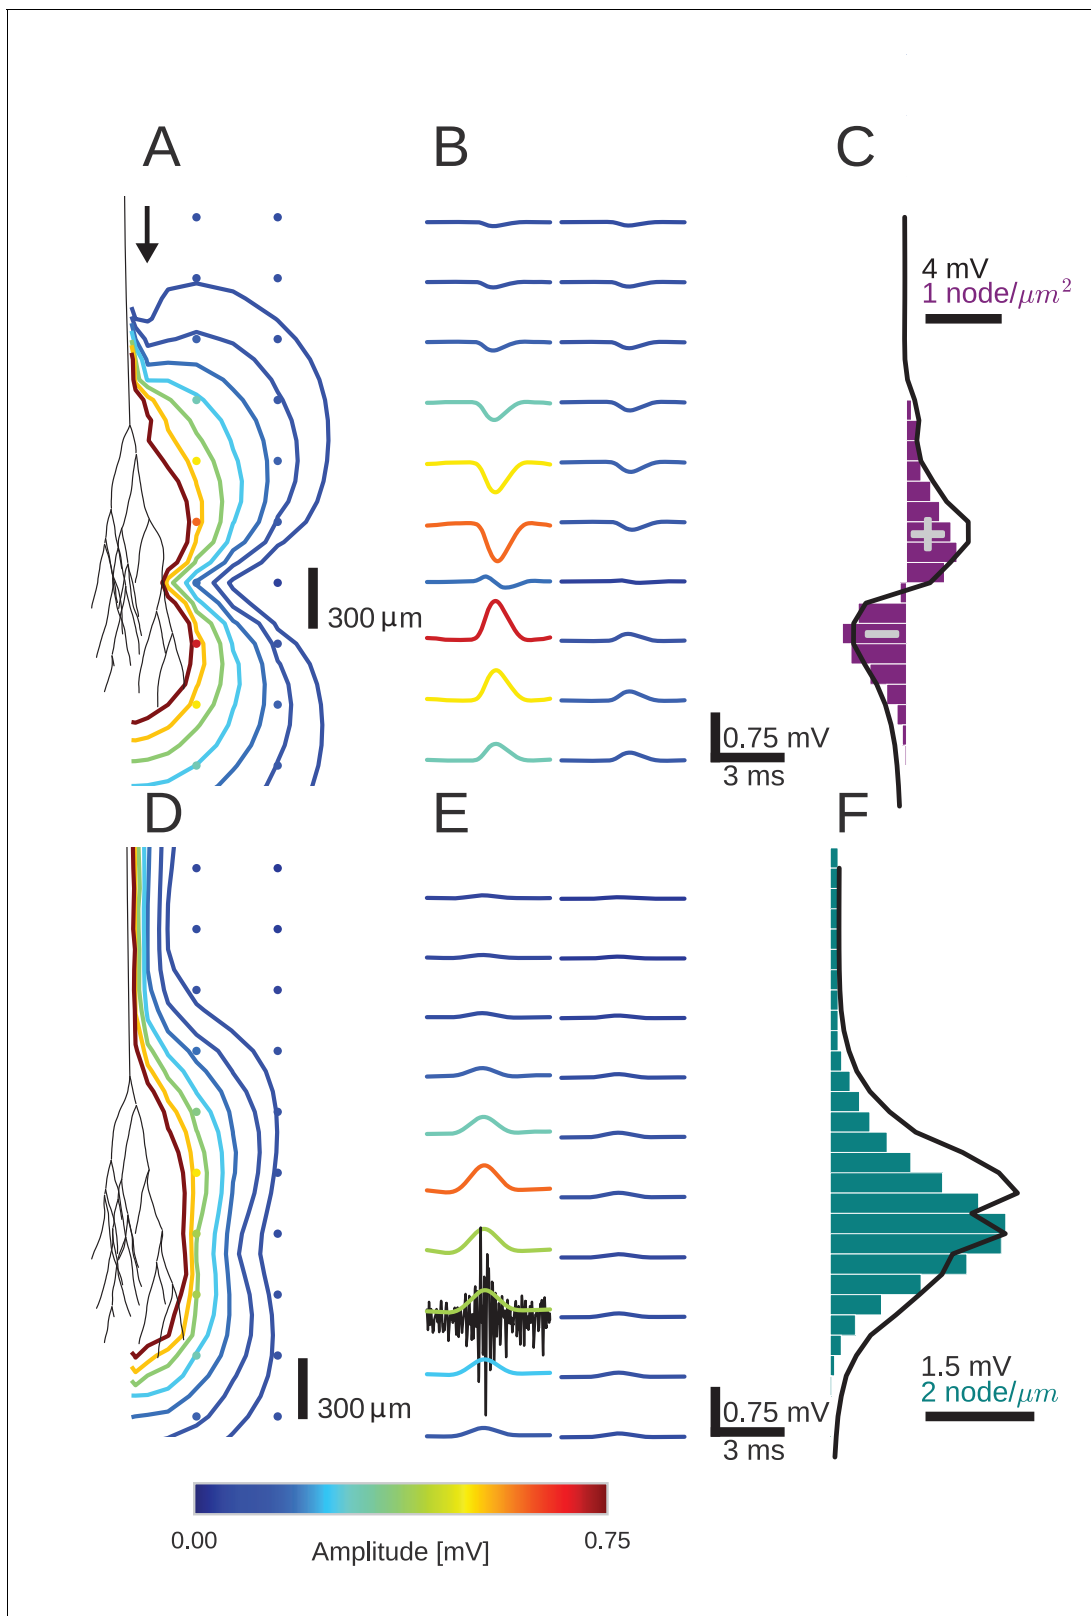 A
B
C
4 mV
1 node/μm²
300 μm
0.75 mV
3 ms
D
E
F
1.5 mV
2 node/μm
300 μm
0.75 mV
3 ms
0.00
0.75
Amplitude [mV]